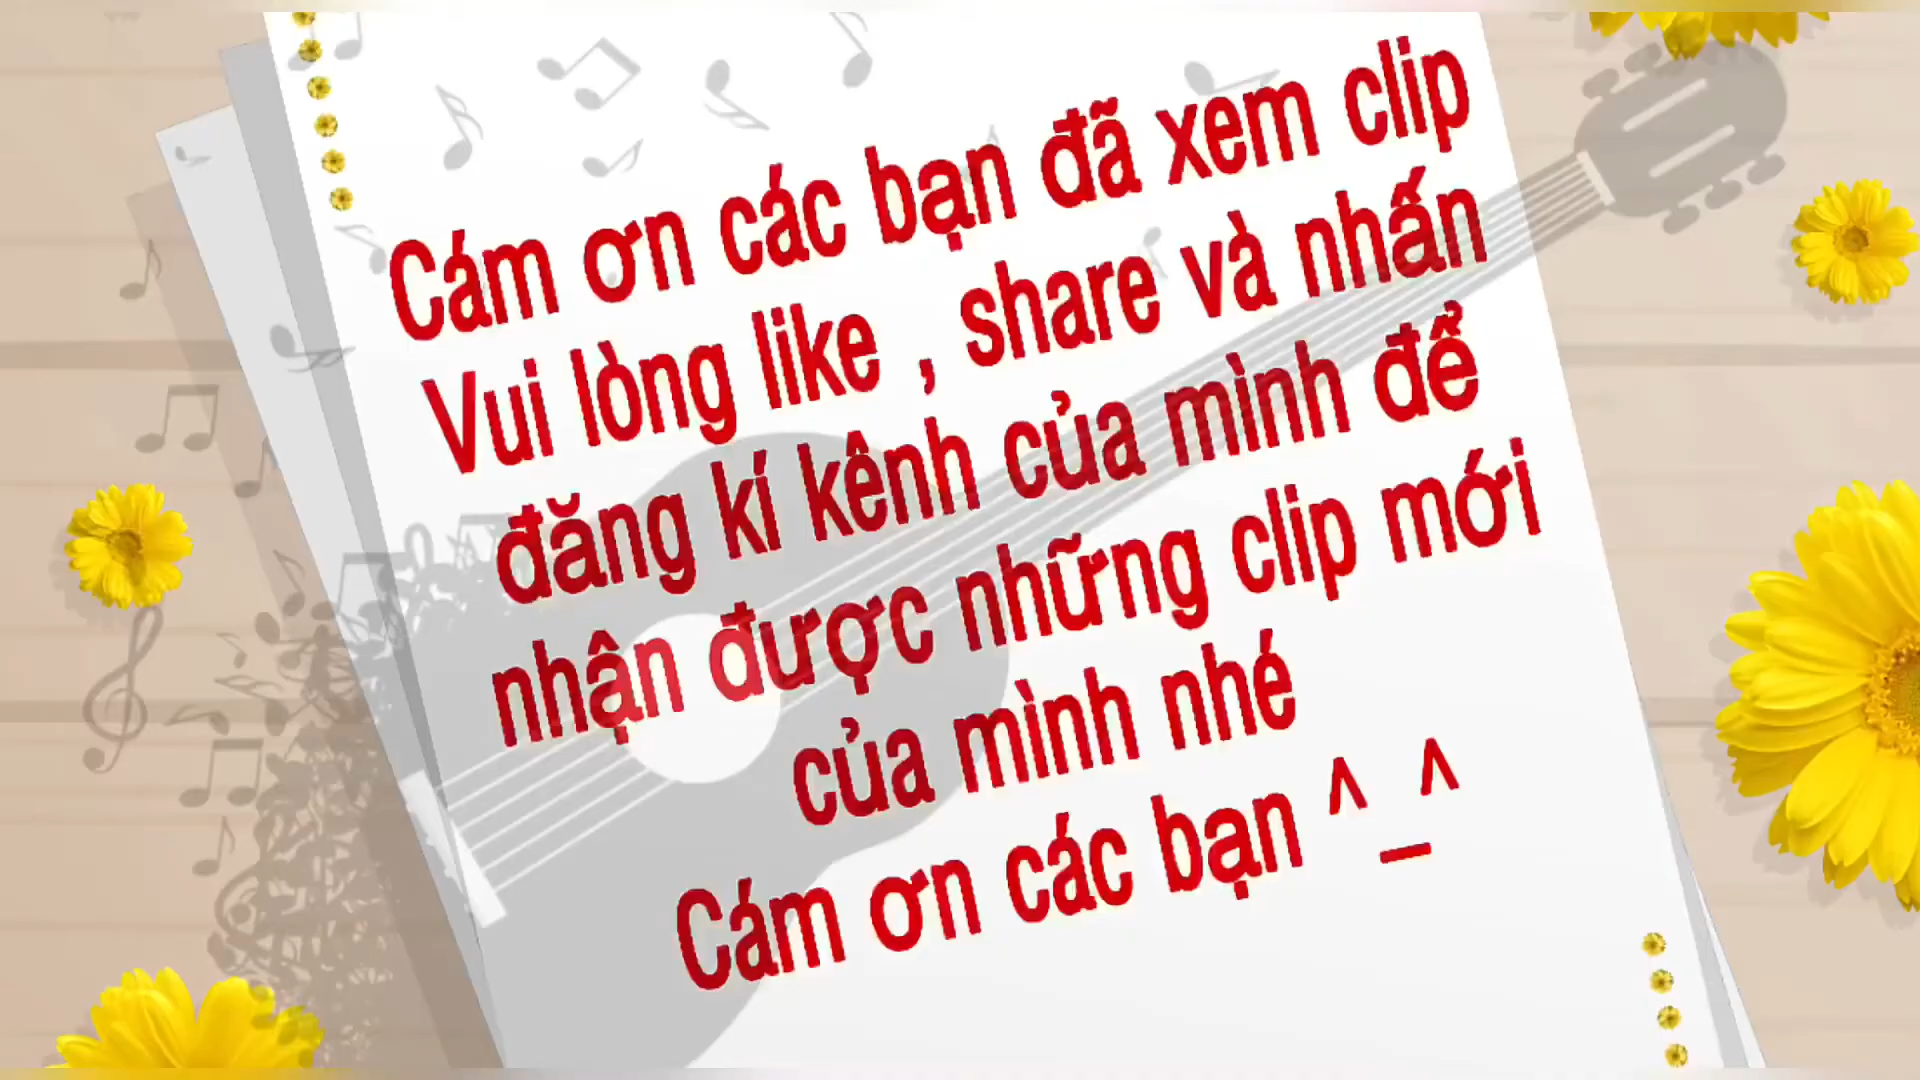 Cám ơn các bạn đã xem clip
Vui lòng like , share và nhấn
đăng kí kênh của mình để
nhận được những clip mới
của mình nhé
Cám ơn các bạn ^_^